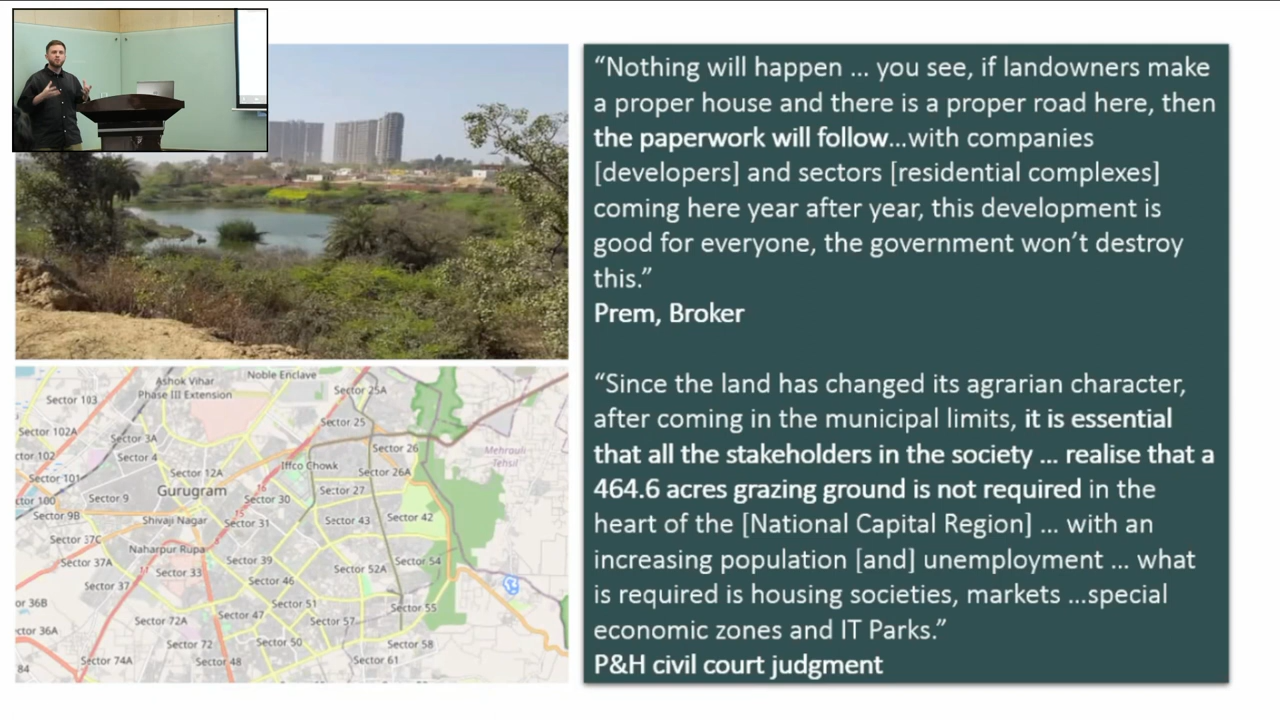 “Nothing will happen ... you see, if landowners make
a proper house and there is a proper road here, then
the paperwork will follow...with companies
[developers] and sectors [residential complexes]
coming here year after year, this development is
good for everyone, the government won’t destroy
this.”
Prem, Broker
“Since the land has changed its agrarian character,
after coming in the municipal limits, it is essential
that all the stakeholders in the society ... realise that a
464.6 acres grazing ground is not required in the
heart of the [National Capital Region] ... with an
increasing population [and] unemployment ... what
is required is housing societies, markets ...special
economic zones and IT Parks.”
P&H civil court judgment
Noble Enclave
Ashok Vihar
Phase III Extension
Sector 25A
Sector 103
Sector 25
Sector 102A
Sector 3A
Sector 26
Mehrauli
Tehsil
ctor 102
Sector 4
Iffco Chowk
Sector 26A
Sector 101
Sector 12A
Sector 27
Gurugram
16
ctor 100
Sector 9
Sector 30
Sector 9B
Shivaji Nagar
15
Sector 31
Sector 43
Sector 42
Sector 37C
Naharpur Rupa
Sector 37A
Sector 33
Sector 39
Sector 52A
Sector 54
Sector 37
Sector 46
or 36B
Sector 51
Sector 55
Sector 72A
Sector 47
Sector 57
or 36A
Sector 72
Sector 50
Sector 58
84
Sector 74A
Sector 48
Sector 61